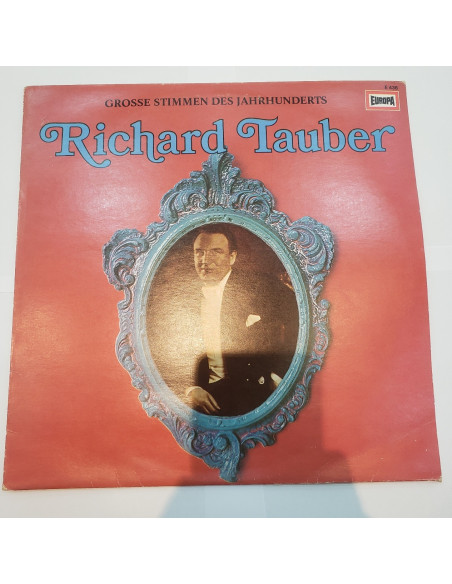 GROSSE STIMMEN DES JAHRHUNDERTS
EUROPA
Richard Tauber